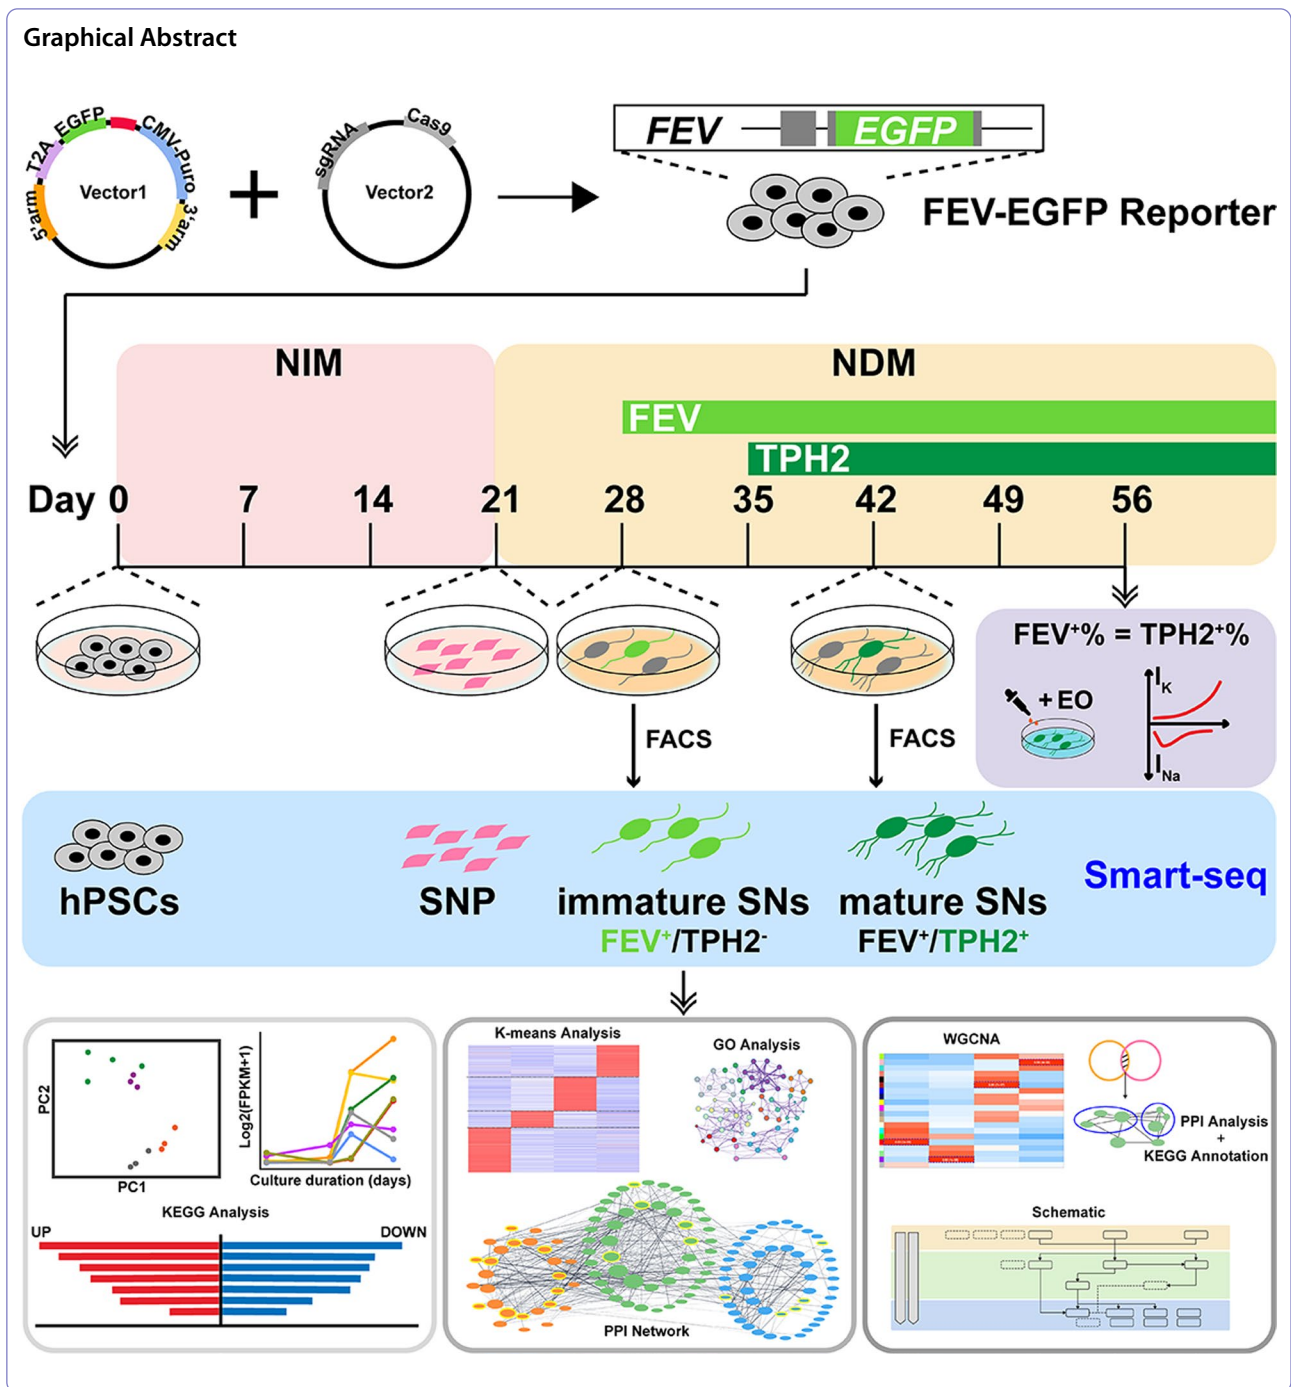 Graphical Abstract
5'arm T2A EGFP CMV-Puro 3'arm
Vector1
+
sgRNA Cas9
Vector2
FEV EGFP
FEV-EGFP Reporter
NIM NDM
FEV
TPH2
Day 0 7 14 21 28 35 42 49 56
FEV+% = TPH2+%
+ EO
IK
INa
FACS FACS
hPSCs SNP immature SNs mature SNs Smart-seq
FEV+/TPH2- FEV+/TPH2+
PC2
PC1
Log2(FPKM+1)
Culture duration (days)
KEGG Analysis
UP DOWN
K-means Analysis
GO Analysis
PPI Network
WGCNA
PPI Analysis
+
KEGG Annotation
Schematic